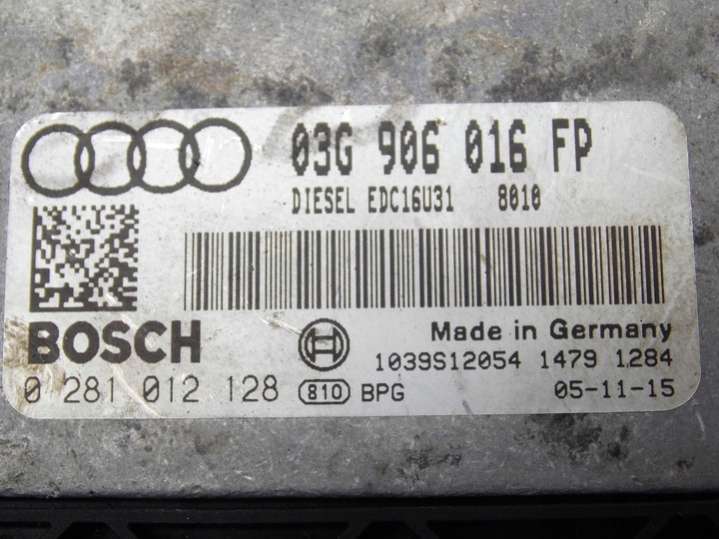 03G 906 016 FP
DIESEL EDC16U31 8010
BOSCH
Made in Germany
1039S12054 1479 1284
0 281 012 128 810 BPG 05-11-15